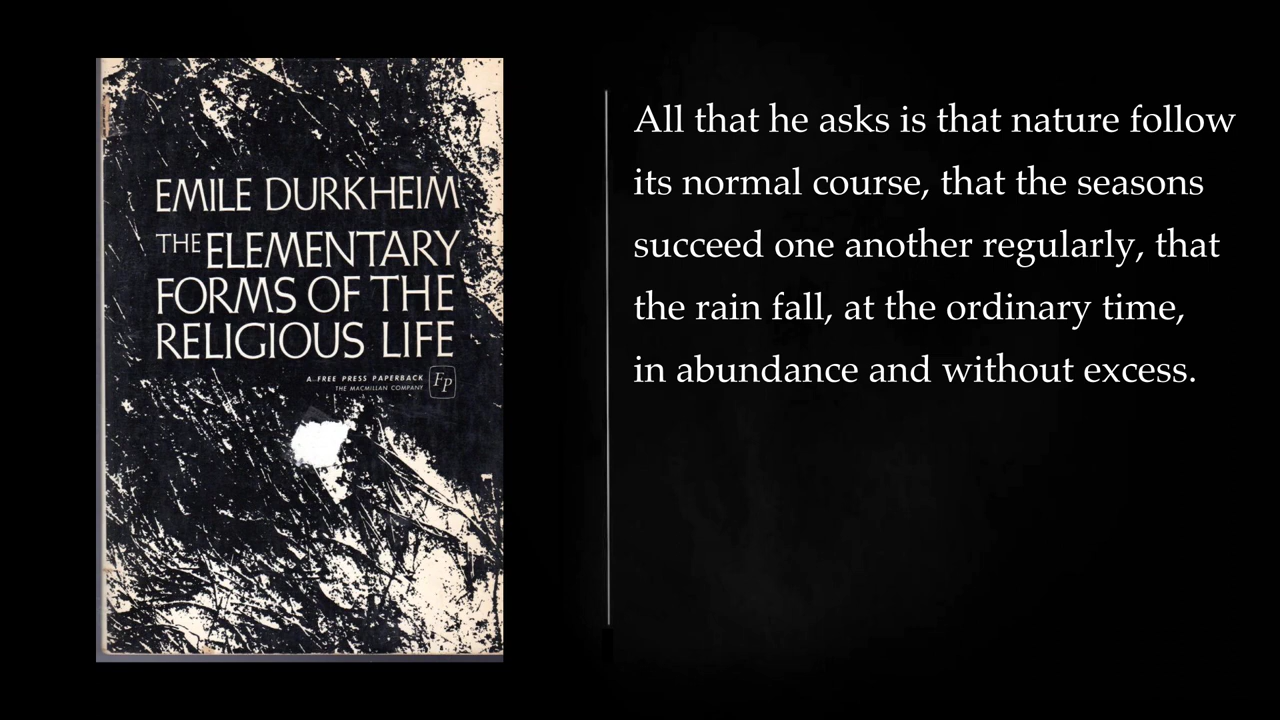 EMILE DURKHEIM
THE ELEMENTARY
FORMS OF THE
RELIGIOUS LIFE
A FREE PRESS PAPERBACK
THE MACMILLAN COMPANY
FP
All that he asks is that nature follow
its normal course, that the seasons
succeed one another regularly, that
the rain fall, at the ordinary time,
in abundance and without excess.